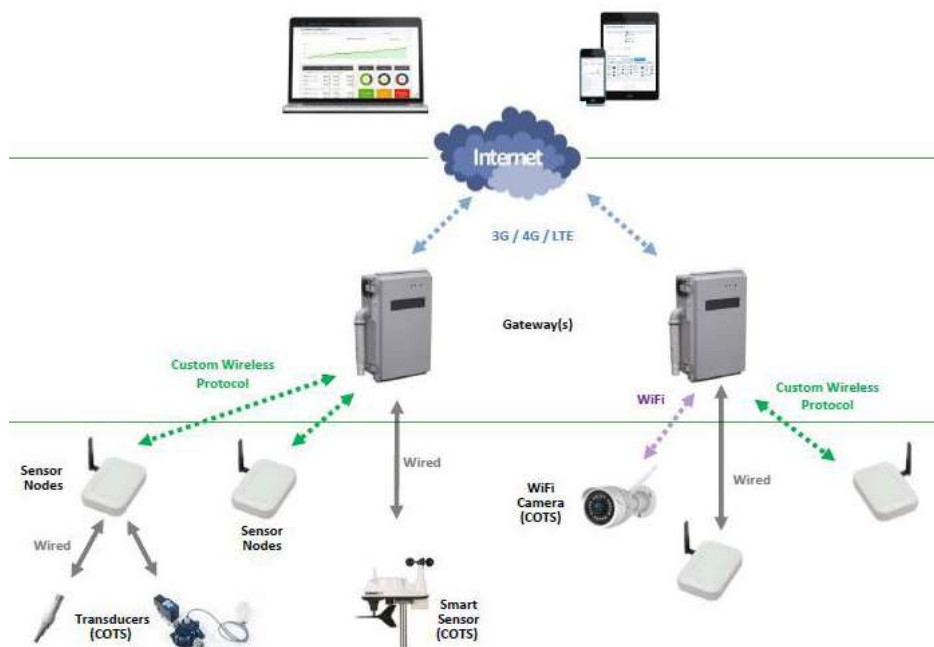 Internet
3G / 4G / LTE
Gateway(s)
Custom Wireless
Protocol
WiFi
Custom Wireless
Protocol
Sensor
Nodes
Wired
Sensor
Nodes
Wired
WiFi
Camera
(COTS)
Wired
Transducers
(COTS)
Smart
Sensor
(COTS)